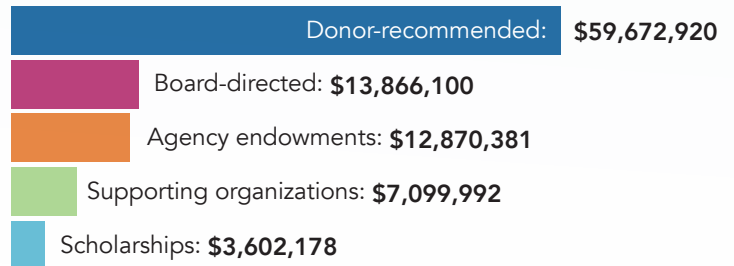 Donor-recommended: $59,672,920
Board-directed: $13,866,100
Agency endowments: $12,870,381
Supporting organizations: $7,099,992
Scholarships: $3,602,178